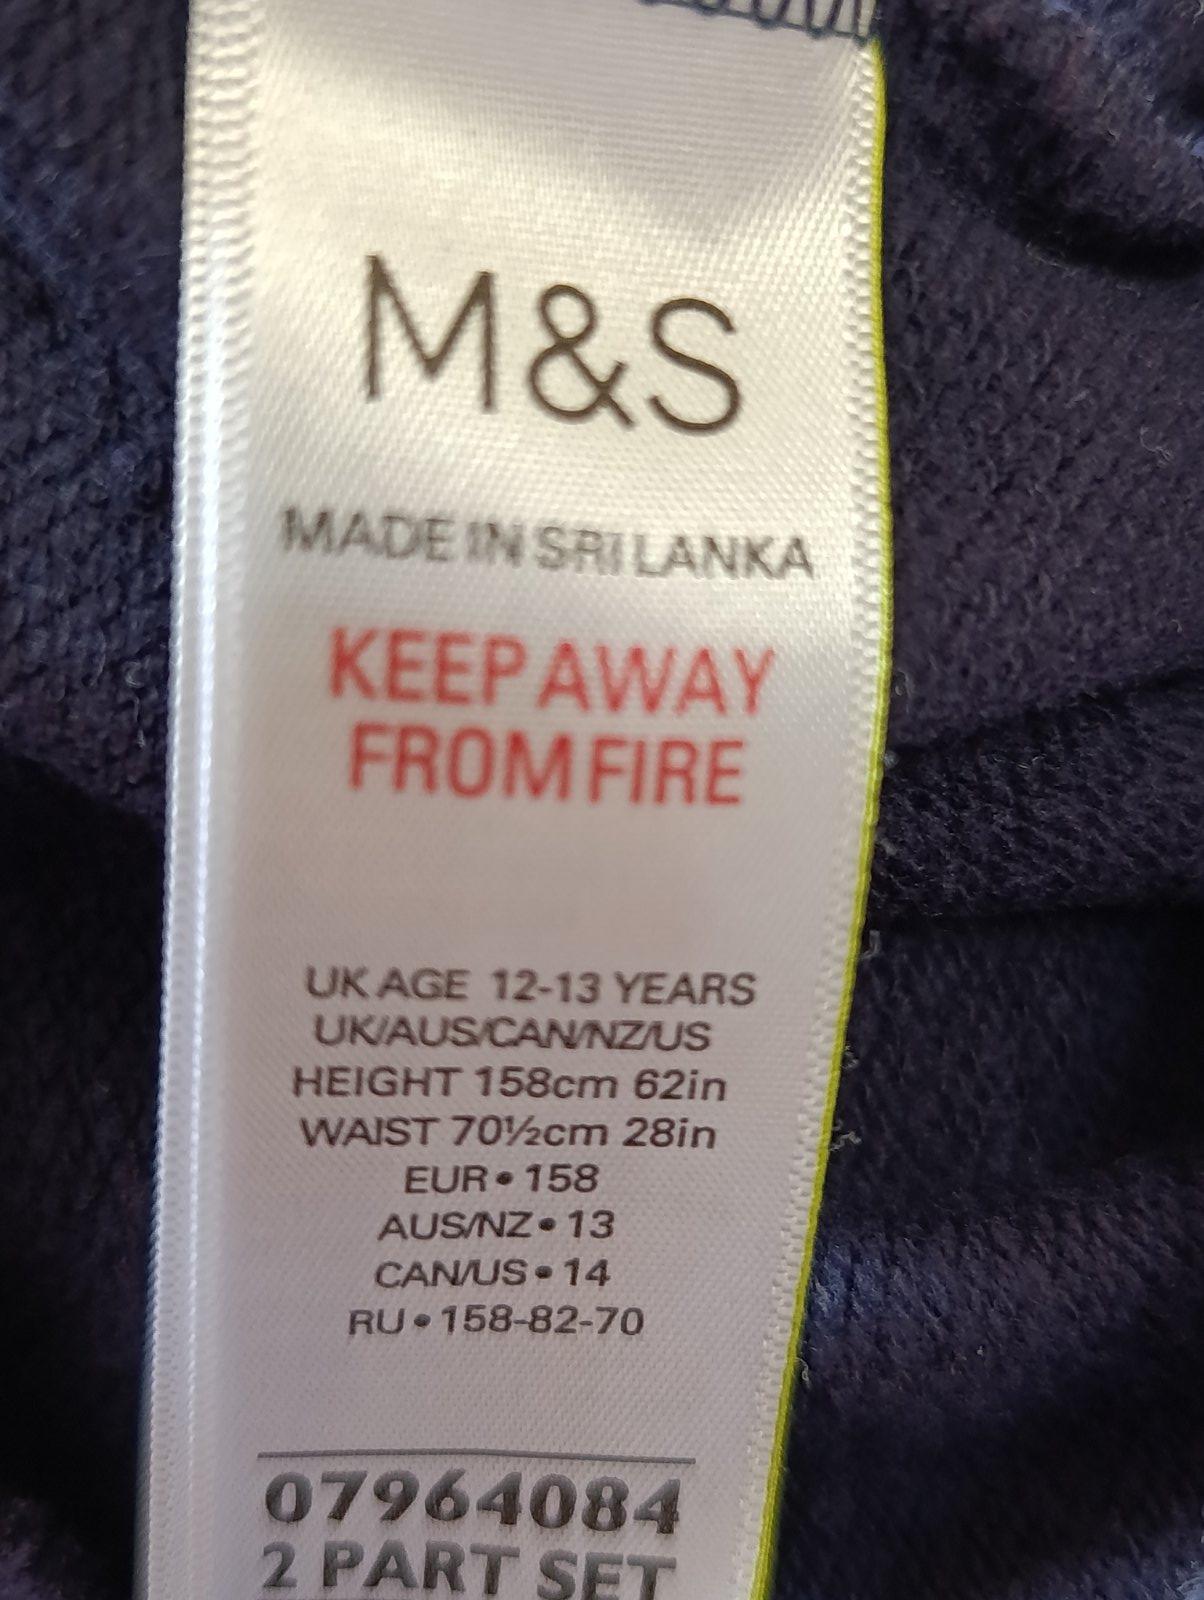 M&S
MADE IN SRI LANKA
KEEP AWAY
FROM FIRE
UK AGE 12-13 YEARS
UK/AUS/CAN/NZ/US
HEIGHT 158cm 62in
WAIST 70½cm 28in
EUR • 158
AUS/NZ • 13
CAN/US • 14
RU • 158-82-70
07964084
2 PART SET